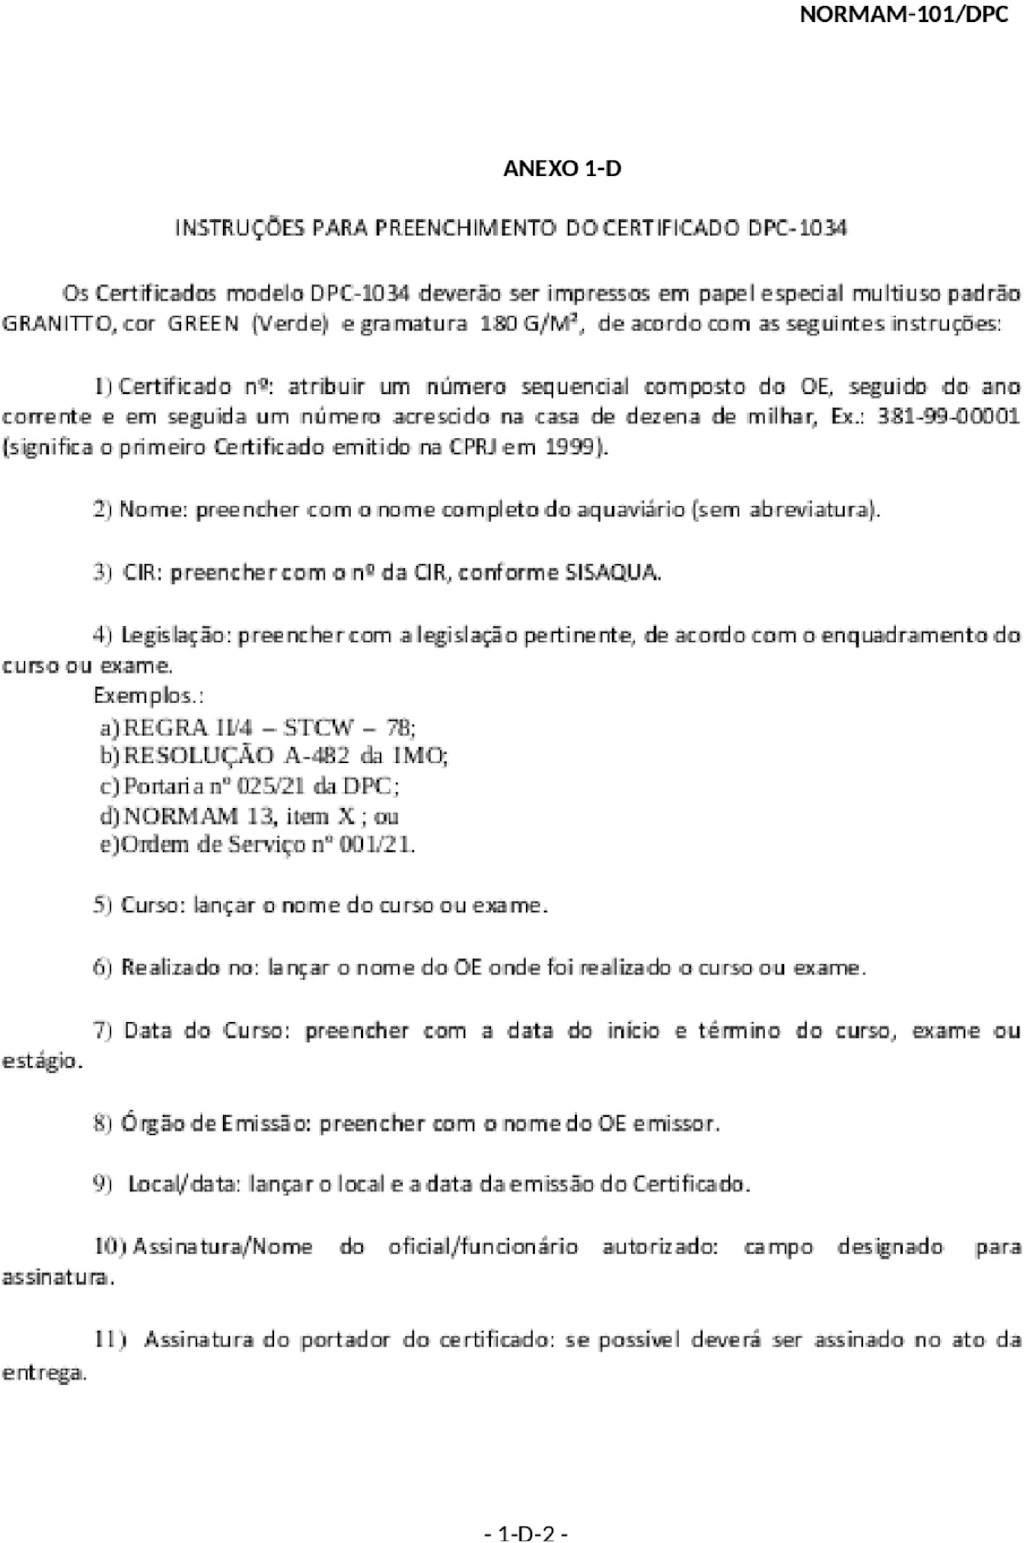 NORMAM-101/DPC
ANEXO 1-D
INSTRUÇÕES PARA PREENCHIMENTO DO CERTIFICADO DPC-1034
Os Certificados modelo DPC-1034 deverão ser impressos em papel especial multiuso padrão
GRANITTO, cor GREEN (Verde) e gramatura 180 G/M², de acordo com as seguintes instruções:
1) Certificado nº: atribuir um número sequencial composto do OE, seguido do ano
corrente e em seguida um número acrescido na casa de dezena de milhar, Ex.: 381-99-00001
(significa o primeiro Certificado emitido na CPRJ em 1999).
2) Nome: preencher com o nome completo do aquaviário (sem abreviatura).
3) CIR: preencher com o nº da CIR, conforme SISAQUA.
4) Legislação: preencher com a legislação pertinente, de acordo com o enquadramento do
curso ou exame.
Exemplos.:
a) REGRA II/4 – STCW – 78;
b) RESOLUÇÃO A-482 da IMO;
c) Portaria nº 025/21 da DPC;
d) NORMAM 13, item X ; ou
e)Ordem de Serviço nº 001/21.
5) Curso: lançar o nome do curso ou exame.
6) Realizado no: lançar o nome do OE onde foi realizado o curso ou exame.
7) Data do Curso: preencher com a data do início e término do curso, exame ou
estágio.
8) Órgão de Emissão: preencher com o nome do OE emissor.
9) Local/data: lançar o local e a data da emissão do Certificado.
10) Assinatura/Nome do oficial/funcionário autorizado: campo designado para
assinatura.
11) Assinatura do portador do certificado: se possível deverá ser assinado no ato da
entrega.
- 1-D-2 -